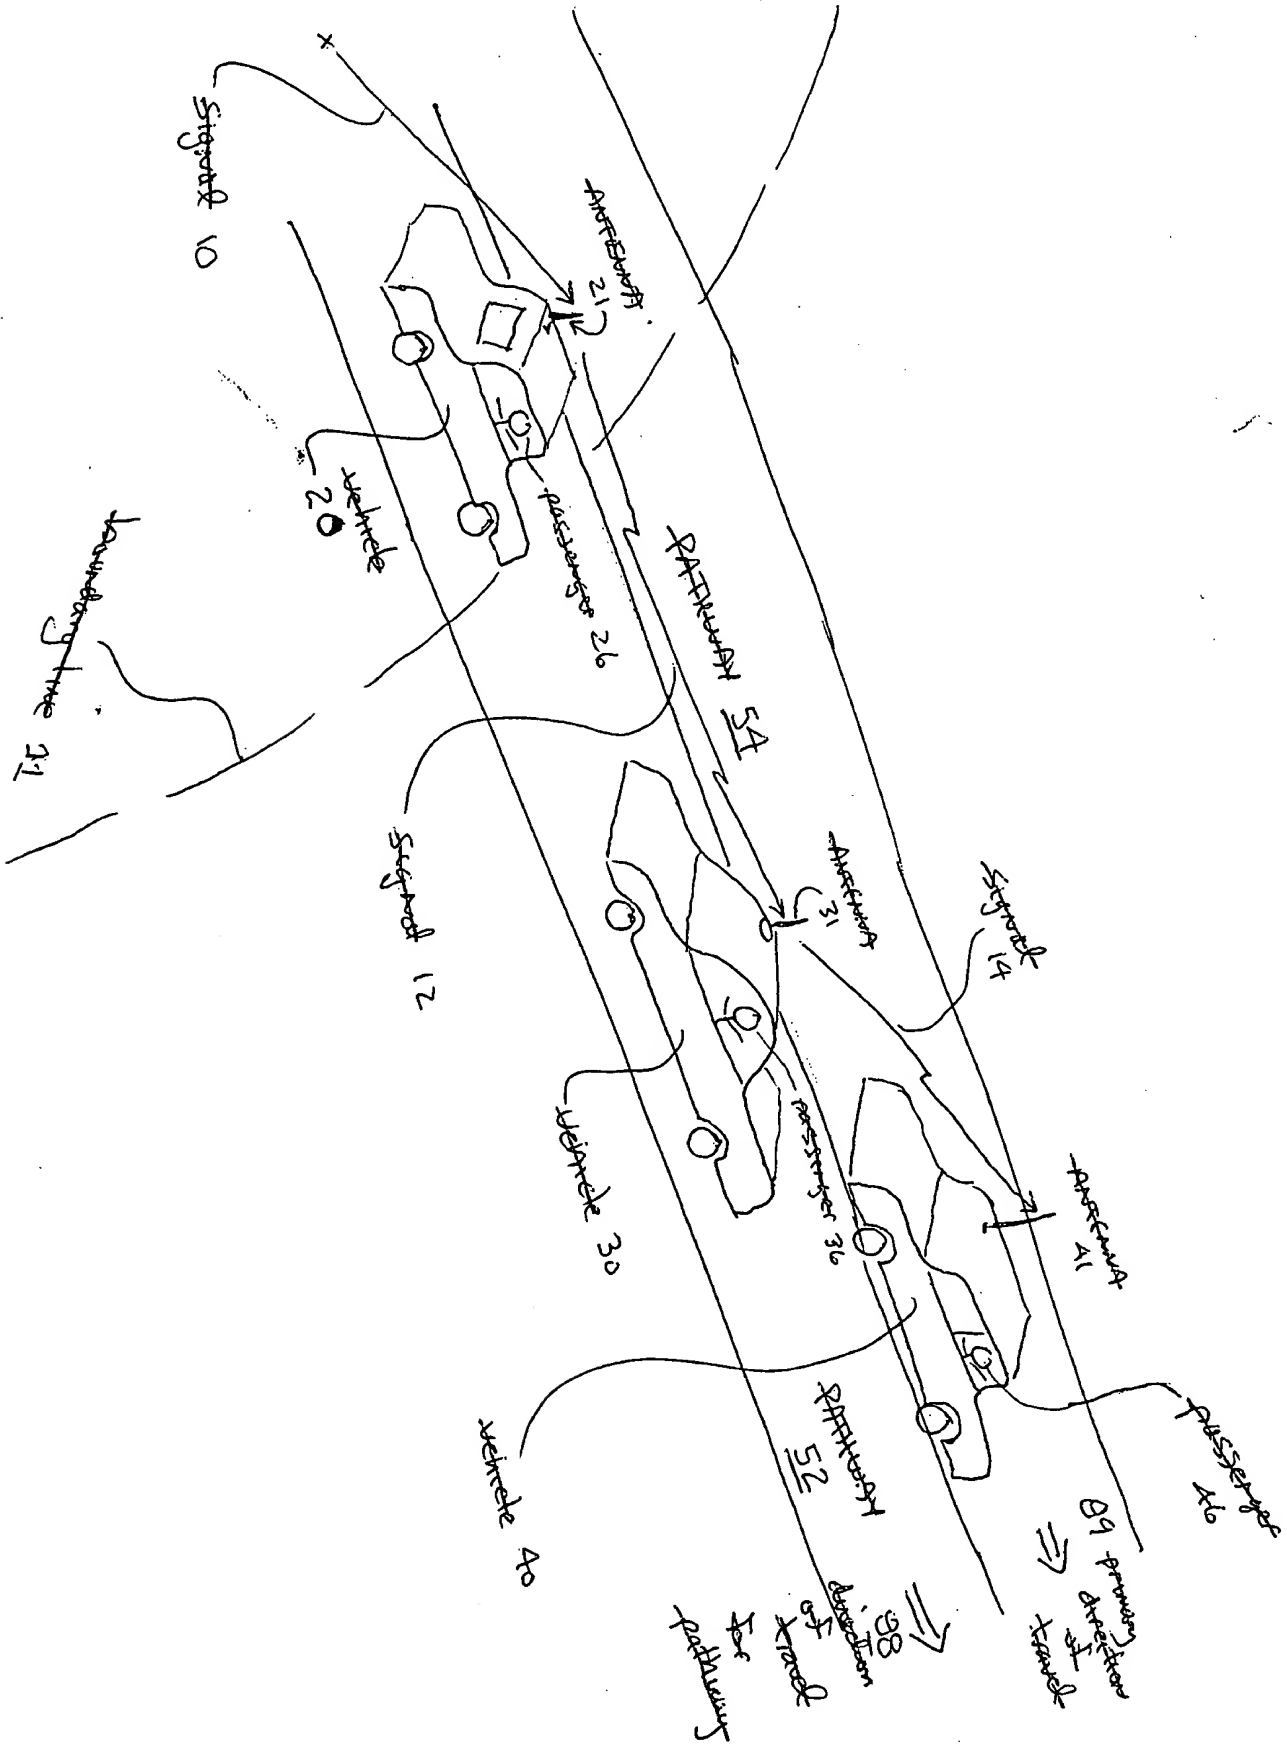 Signal 10
ANTENNA
21
vehicle
20
passenger 26
boundary line II
PATHWAY 54
Signal 12
ANTENNA
31
Signal
14
vehicle 30
passenger 36
ANTENNA
41
vehicle 40
PATHWAY
52
passenger
46
89 primary
direction
of
travel
98
direction
of
travel
for
pathway